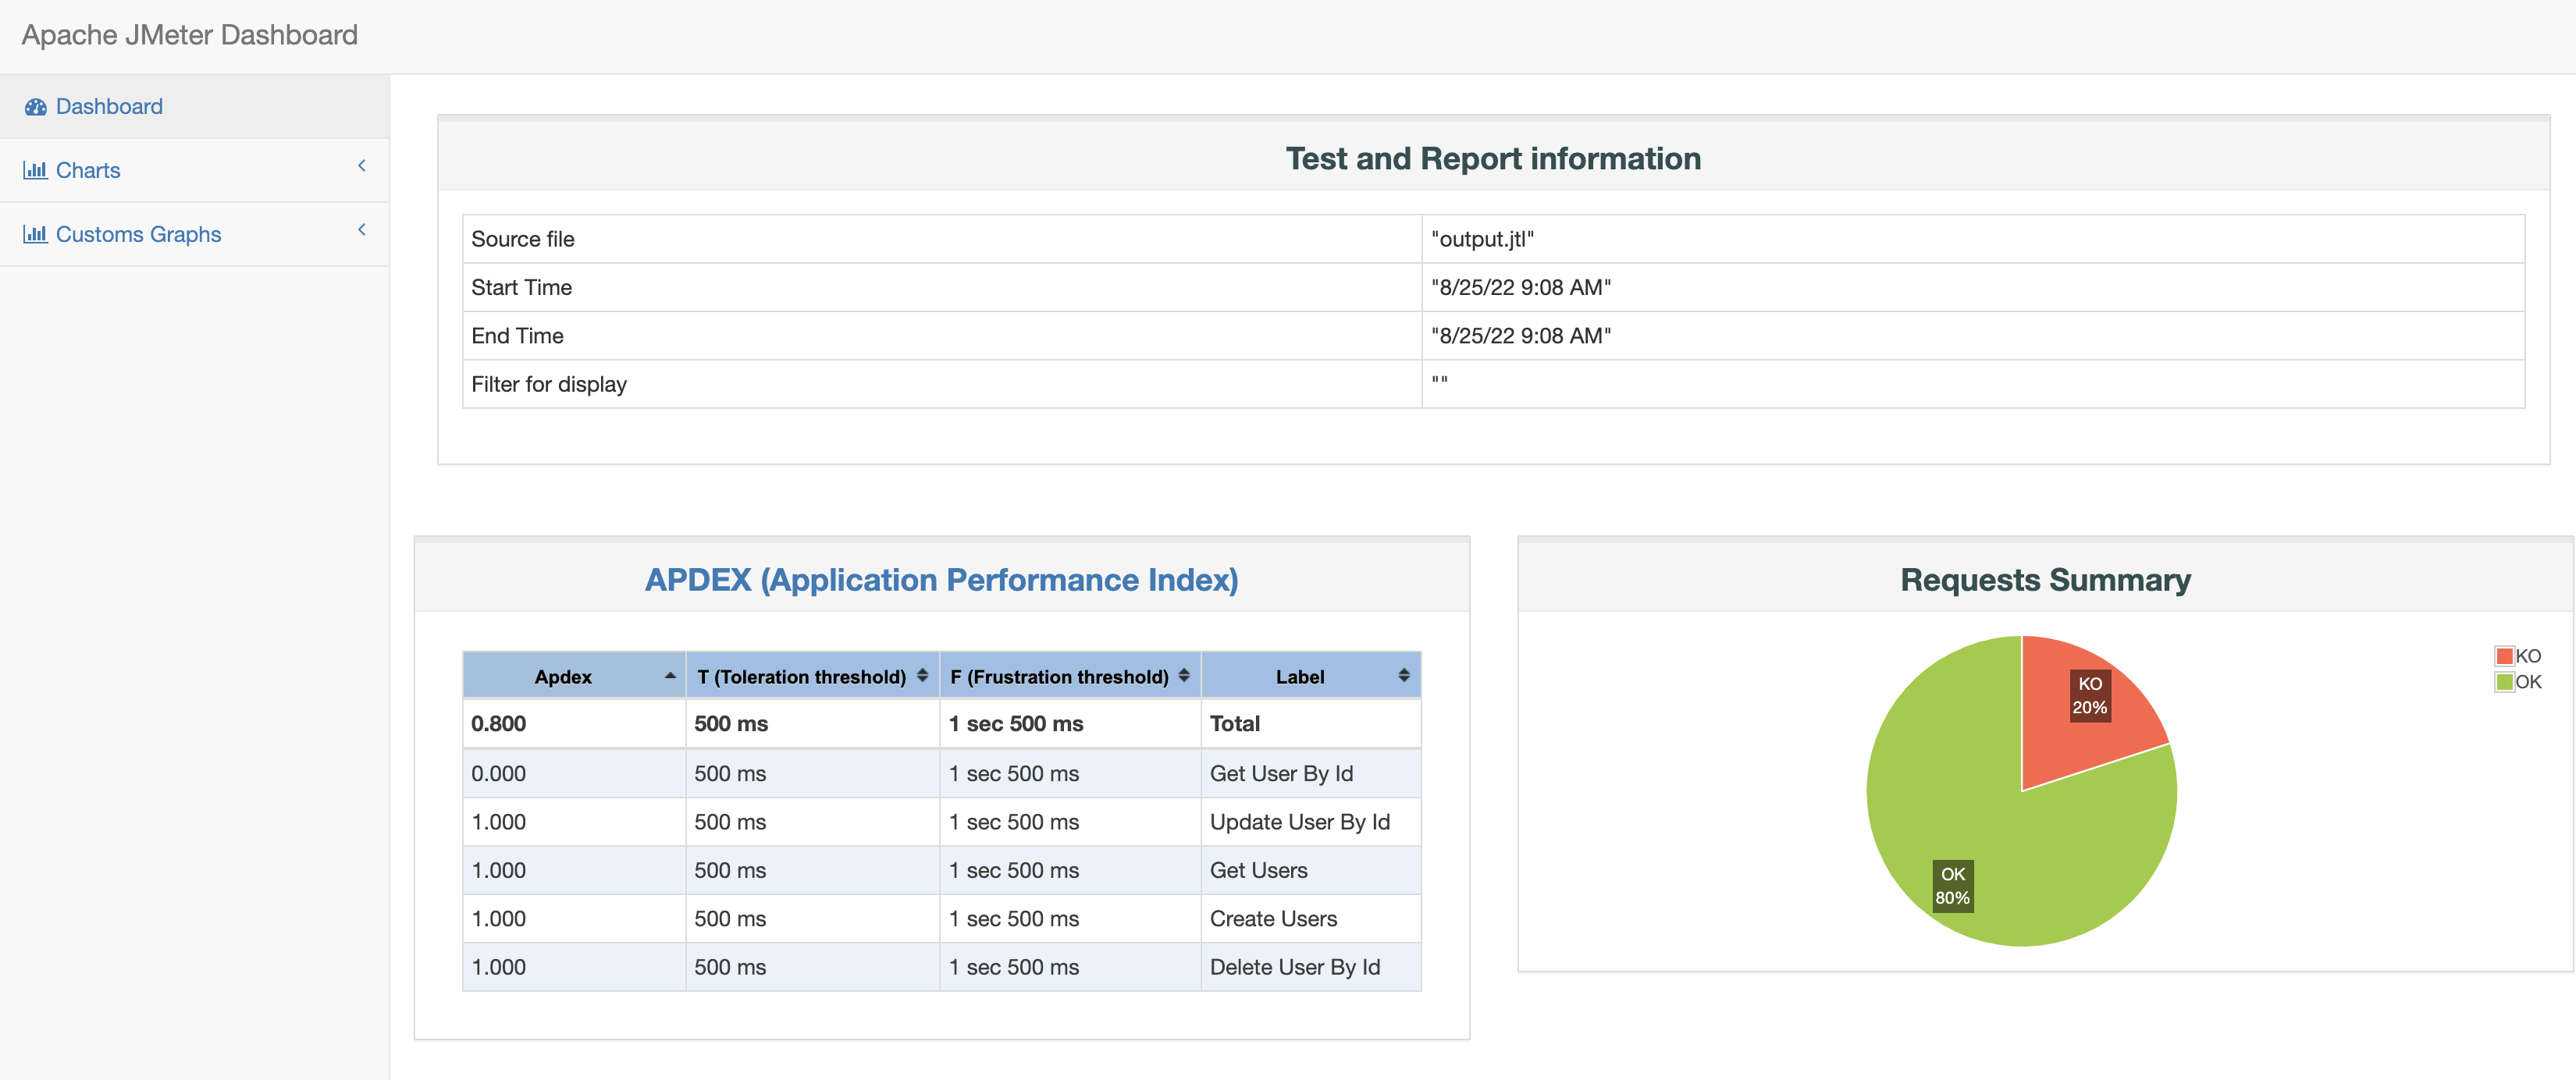 Apache JMeter Dashboard
Dashboard
Charts
Customs Graphs
Test and Report information
Source file "output.jtl"
Start Time "8/25/22 9:08 AM"
End Time "8/25/22 9:08 AM"
Filter for display ""
APDEX (Application Performance Index)
Apdex T (Toleration threshold) F (Frustration threshold) Label
0.800 500 ms 1 sec 500 ms Total
0.000 500 ms 1 sec 500 ms Get User By Id
1.000 500 ms 1 sec 500 ms Update User By Id
1.000 500 ms 1 sec 500 ms Get Users
1.000 500 ms 1 sec 500 ms Create Users
1.000 500 ms 1 sec 500 ms Delete User By Id
Requests Summary
KO
20%
OK
80%
KO
OK